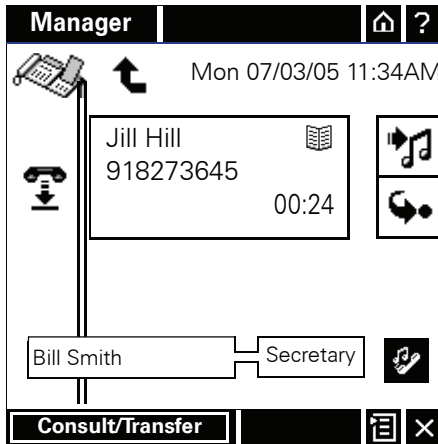 Manager ?
Mon 07/03/05 11:34AM
Jill Hill
918273645
00:24
Bill Smith Secretary
Consult/Transfer